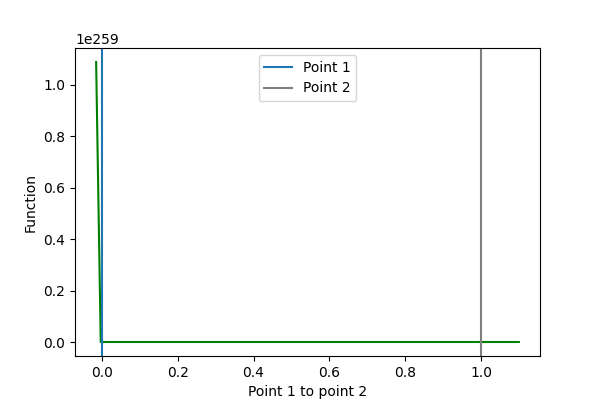 1e259
Point 1
Point 2
1.0
0.8
0.6
0.4
0.2
0.0
Function
0.0 0.2 0.4 0.6 0.8 1.0
Point 1 to point 2